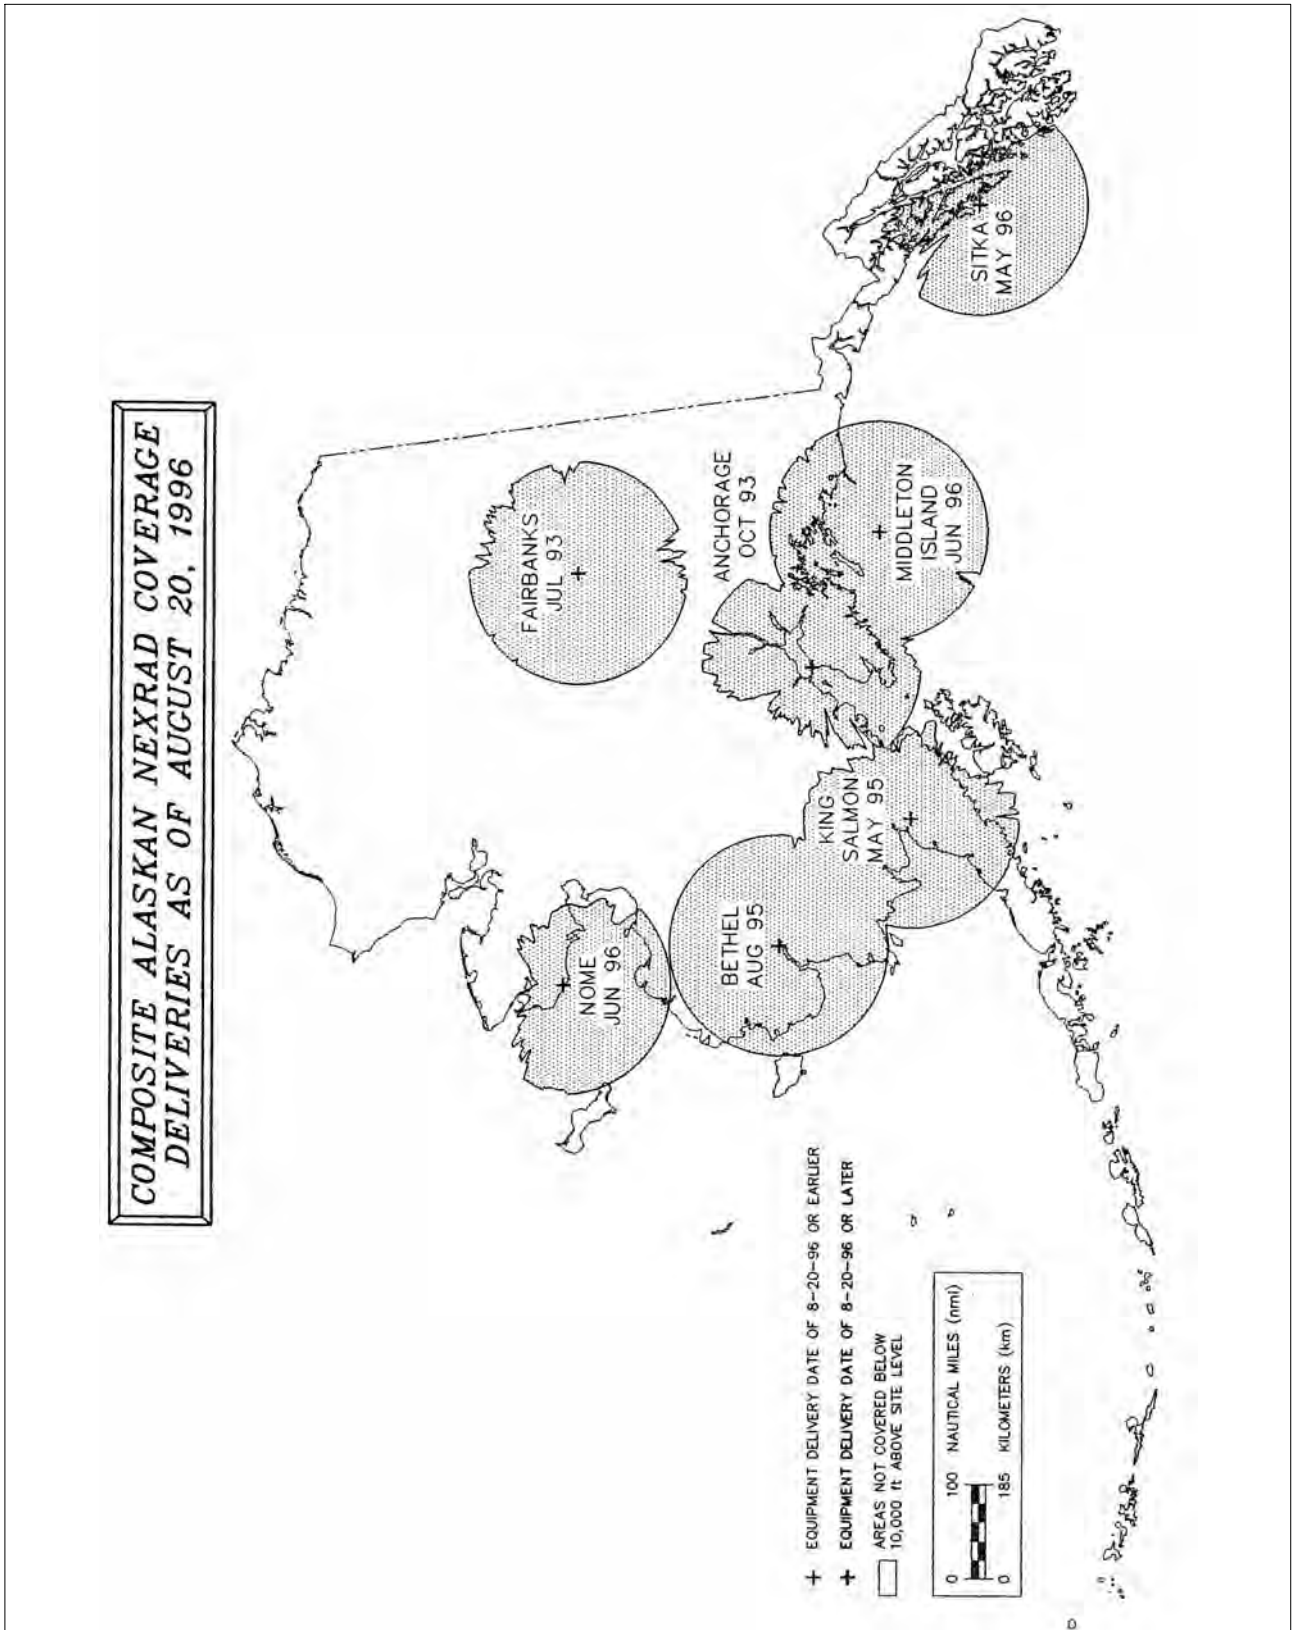 COMPOSITE ALASKAN NEXRAD COVERAGE
DELIVERIES AS OF AUGUST 20, 1996
FAIRBANKS
JUL 93
ANCHORAGE
OCT 93
MIDDLETON
ISLAND
JUN 96
SITKA
MAY 96
NOME
JUN 96
BETHEL
AUG 95
KING
SALMON
MAY 95
EQUIPMENT DELIVERY DATE OF 8-20-96 OR EARLIER
EQUIPMENT DELIVERY DATE OF 8-20-96 OR LATER
AREAS NOT COVERED BELOW
10,000 ft ABOVE SITE LEVEL
0 100 NAUTICAL MILES (nmi)
0 185 KILOMETERS (km)